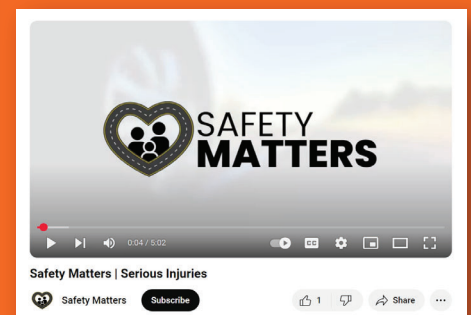 SAFETY
MATTERS
0:04 / 5:02
CC
Safety Matters | Serious Injuries
Safety Matters
Subscribe
1
Share